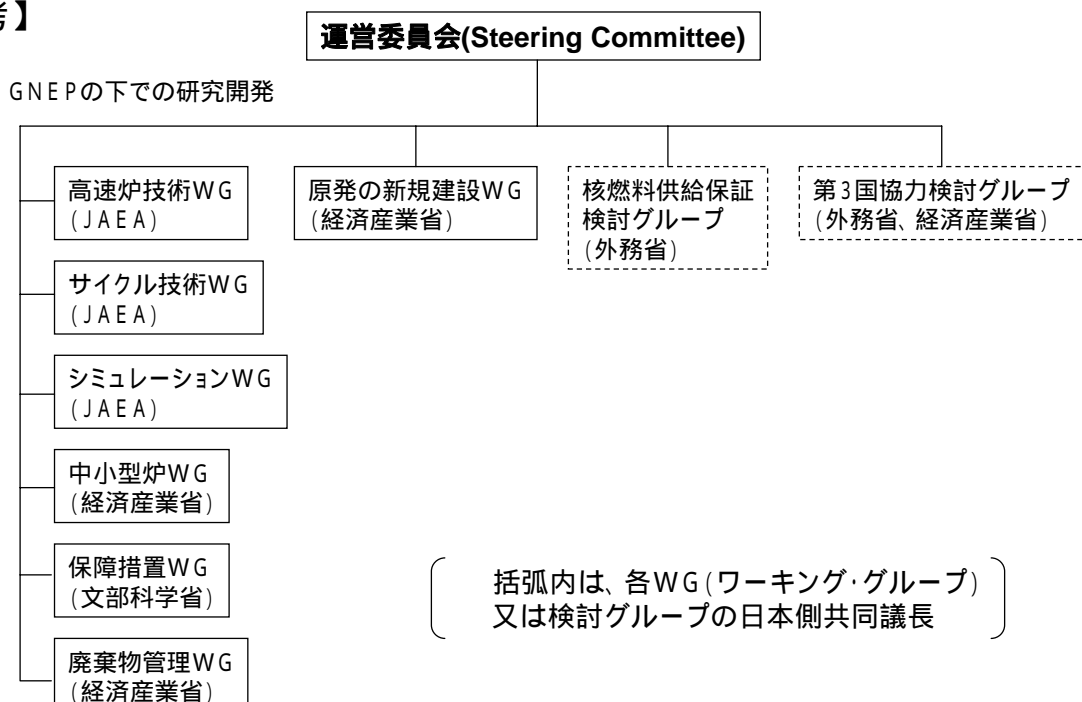 考】
運営委員会(Steering Committee)
GNEPの下での研究開発
高速炉技術WG
(JAEA)
原発の新規建設WG
(経済産業省)
核燃料供給保証
検討グループ
(外務省)
第3国協力検討グループ
(外務省、経済産業省)
サイクル技術WG
(JAEA)
シミュレーションWG
(JAEA)
中小型炉WG
(経済産業省)
保障措置WG
(文部科学省)
廃棄物管理WG
(経済産業省)
括弧内は、各WG(ワーキング・グループ)
又は検討グループの日本側共同議長